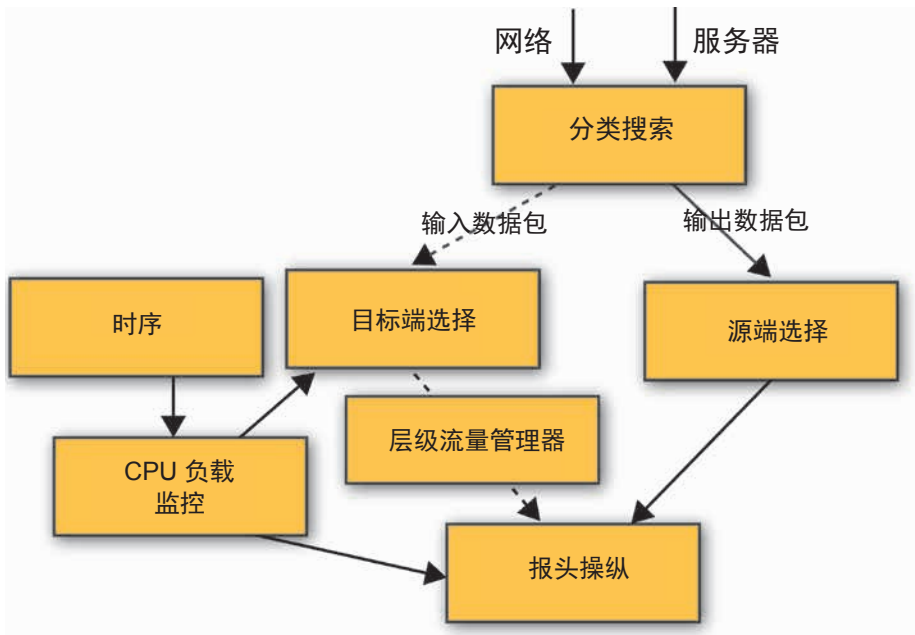 网络
服务器
分类搜索
输入数据包
输出数据包
时序
目标端选择
源端选择
层级流量管理器
CPU 负载
监控
报头操纵